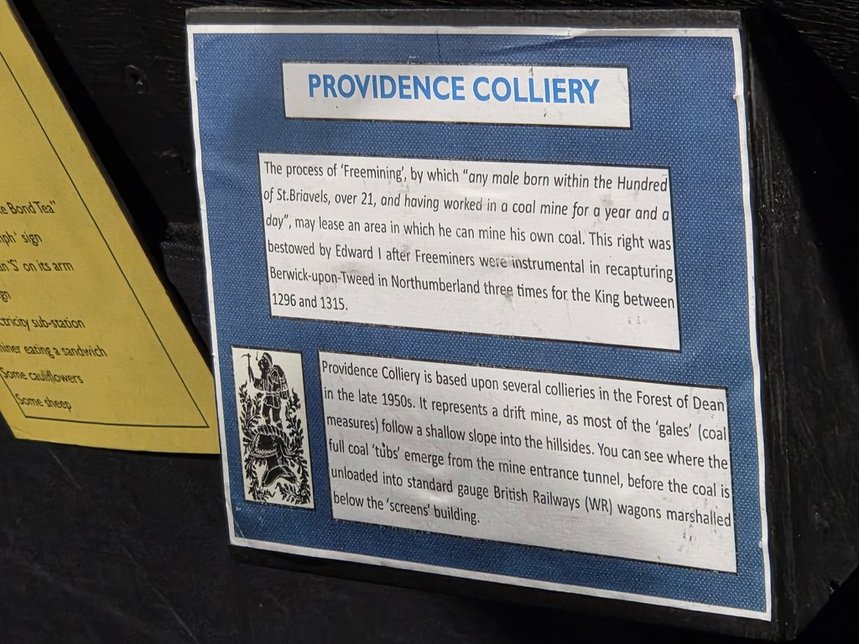 PROVIDENCE COLLIERY
The process of 'Freemining', by which "any male born within the Hundred
of St.Briavels, over 21, and having worked in a coal mine for a year and a
day", may lease an area in which he can mine his own coal. This right was
bestowed by Edward I after Freeminers were instrumental in recapturing
Berwick-upon-Tweed in Northumberland three times for the King between
1296 and 1315.
Providence Colliery is based upon several collieries in the Forest of Dean
in the late 1950s. It represents a drift mine, as most of the 'gales' (coal
measures) follow a shallow slope into the hillsides. You can see where the
full coal 'tubs' emerge from the mine entrance tunnel, before the coal is
unloaded into standard gauge British Railways (WR) wagons marshalled
below the 'screens' building.
Bond Tea"
sign
'S' on its arm
sub-station
eating a sandwich
Some cauliflowers
Some sheep